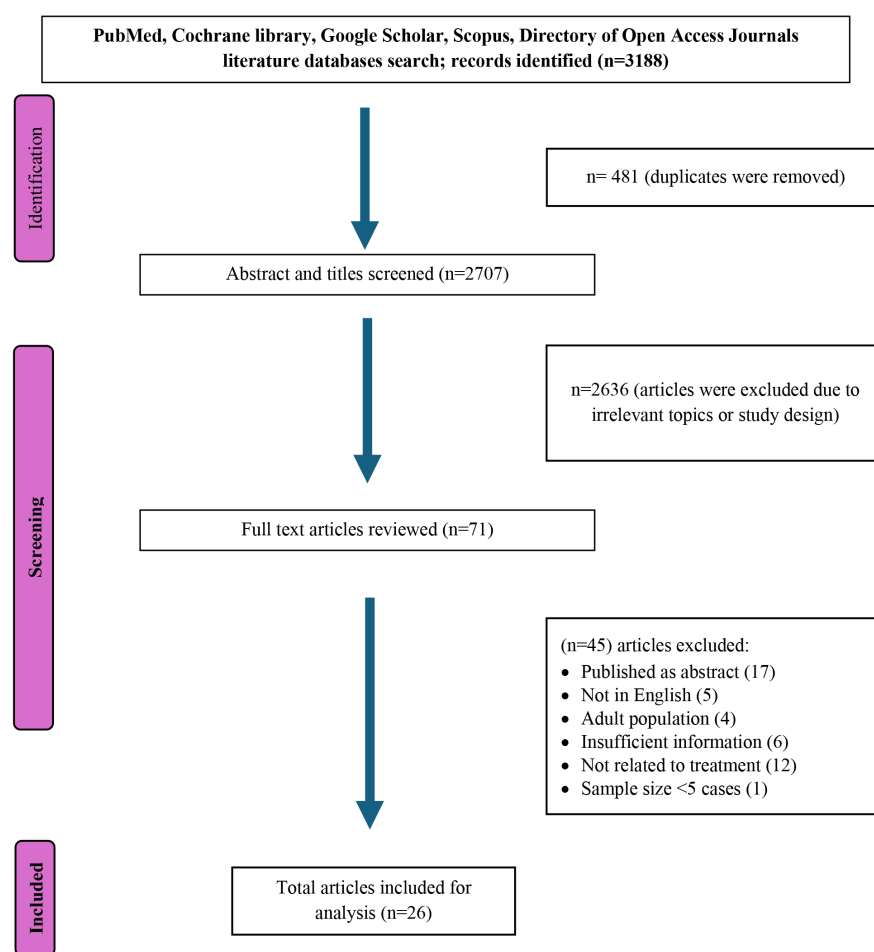 PubMed, Cochrane library, Google Scholar, Scopus, Directory of Open Access Journals
literature databases search; records identified (n=3188)
Identification
n= 481 (duplicates were removed)
Abstract and titles screened (n=2707)
Screening
n=2636 (articles were excluded due to
irrelevant topics or study design)
Full text articles reviewed (n=71)
(n=45) articles excluded:
• Published as abstract (17)
• Not in English (5)
• Adult population (4)
• Insufficient information (6)
• Not related to treatment (12)
• Sample size <5 cases (1)
Included
Total articles included for
analysis (n=26)